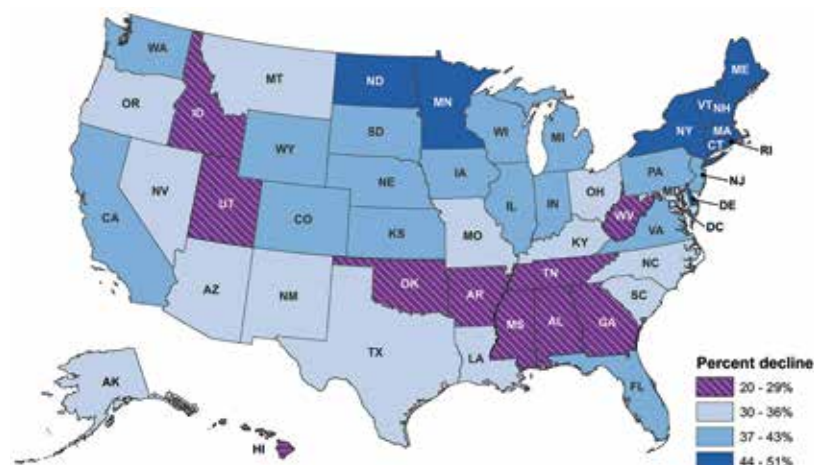 WA
MT
ND
MN
ME
VT
NH
OR
ID
SD
WI
MI
NY
MA
CT
RI
WY
IA
PA
NJ
NV
UT
NE
IL
IN
OH
MD
DE
CA
CO
KS
MO
WV
VA
DC
KY
AZ
NM
OK
AR
TN
NC
SC
MS
AL
GA
TX
LA
FL
AK
HI
Percent decline
20 - 29%
30 - 36%
37 - 43%
44 - 51%